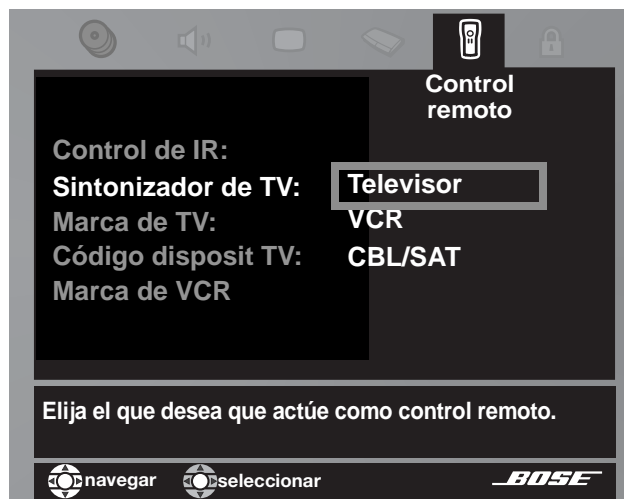 Control
remoto
Control de IR:
Sintonizador de TV: Televisor
Marca de TV: VCR
Código disposit TV: CBL/SAT
Marca de VCR
Elija el que desea que actúe como control remoto.
navegar seleccionar BOSE